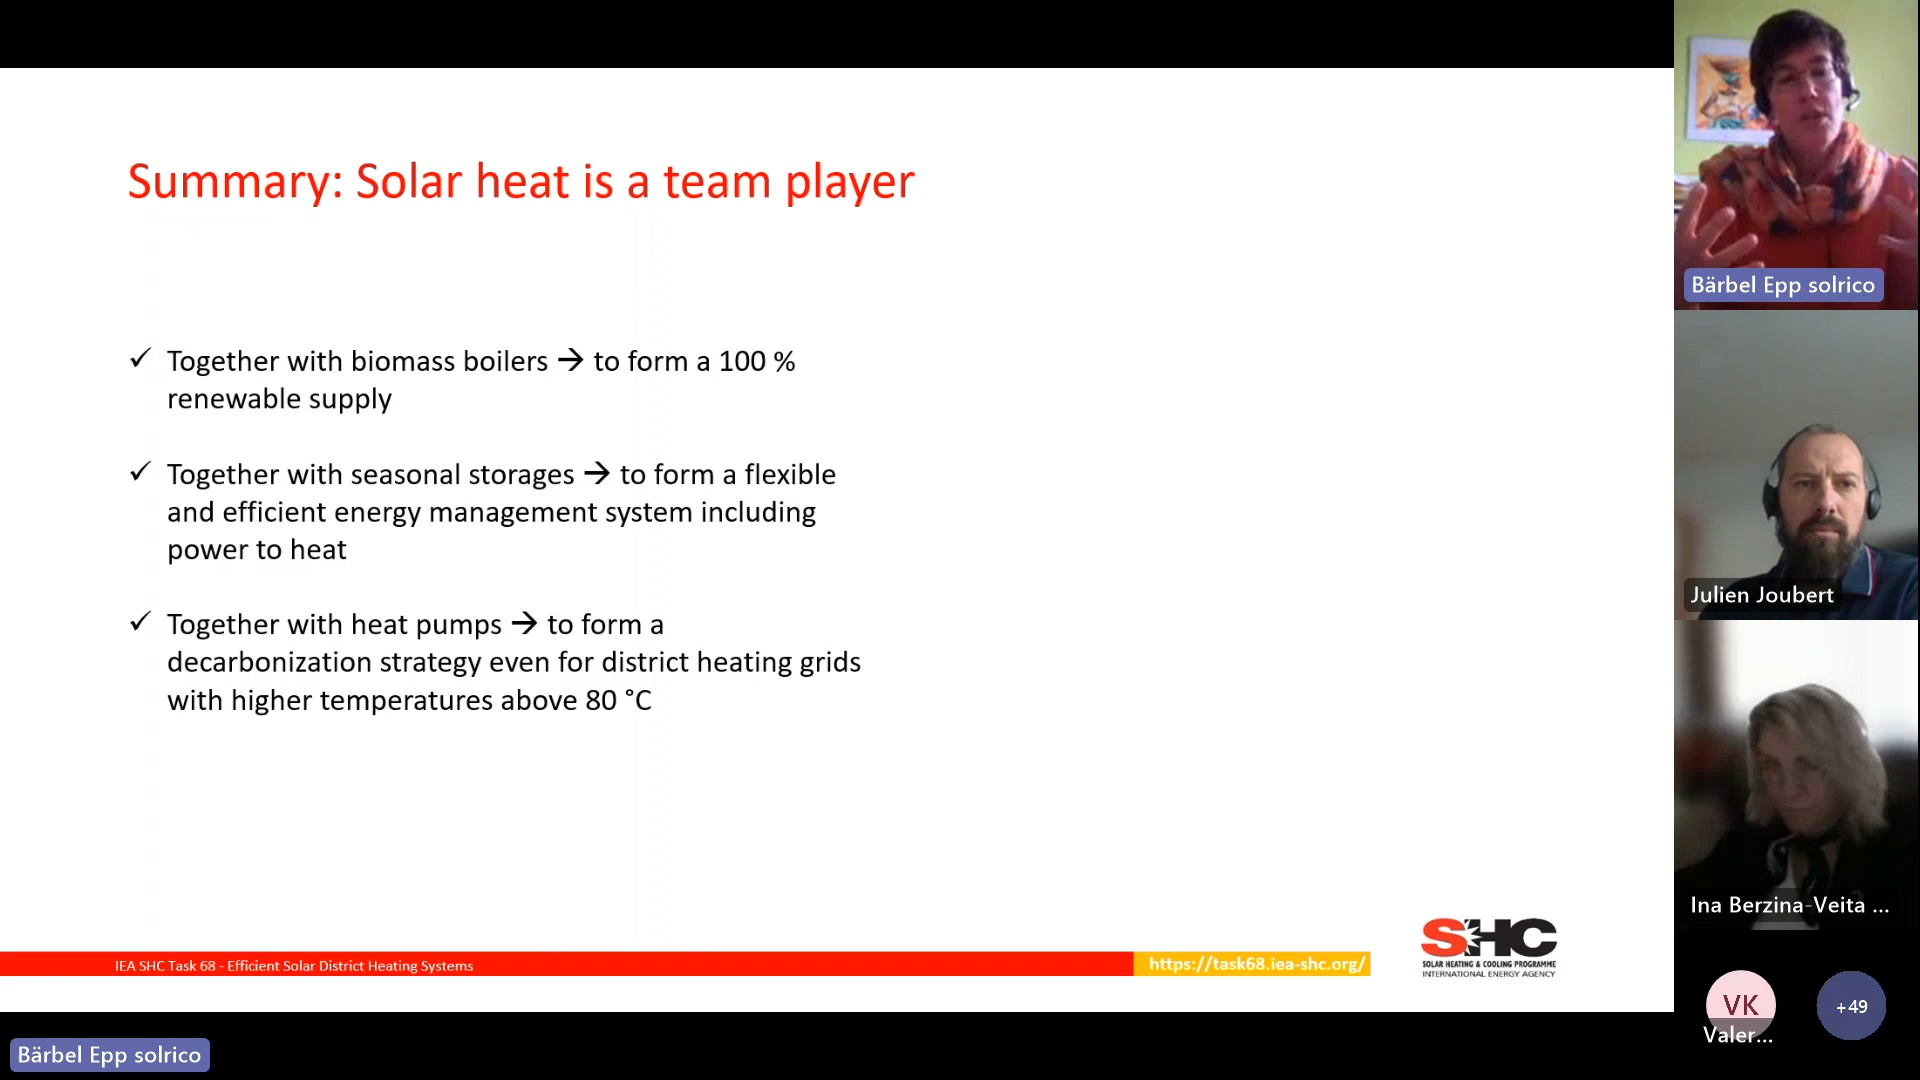 Summary: Solar heat is a team player
✓ Together with biomass boilers → to form a 100 %
renewable supply
✓ Together with seasonal storages → to form a flexible
and efficient energy management system including
power to heat
✓ Together with heat pumps → to form a
decarbonization strategy even for district heating grids
with higher temperatures above 80 °C
IEA SHC Task 68 - Efficient Solar District Heating Systems
https://task68.iea-shc.org/
SHC
SOLAR HEATING & COOLING PROGRAMME
INTERNATIONAL ENERGY AGENCY
Bärbel Epp solrico
Bärbel Epp solrico
Julien Joubert
Ina Berzina-Veita ...
VK
Valer...
+49